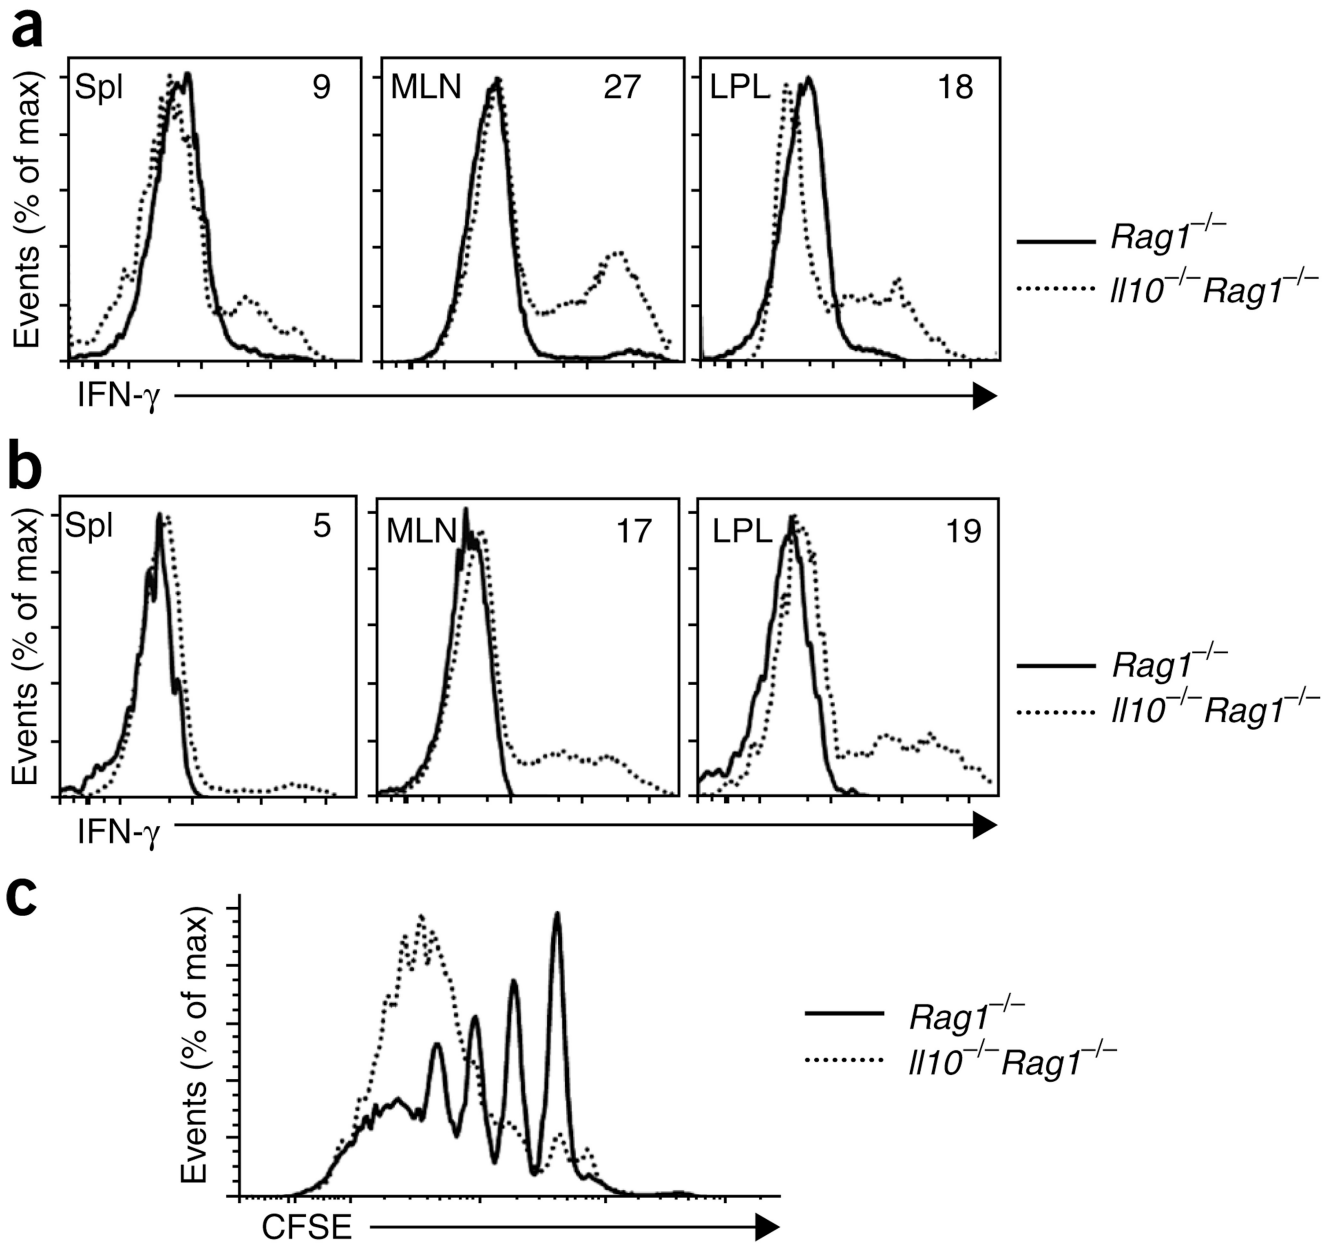 a
Events (% of max)
Spl 9
MLN 27
LPL 18
Rag1–/–
Il10–/–Rag1–/–
IFN-γ
b
Events (% of max)
Spl 5
MLN 17
LPL 19
Rag1–/–
Il10–/–Rag1–/–
IFN-γ
c
Events (% of max)
Rag1–/–
Il10–/–Rag1–/–
CFSE